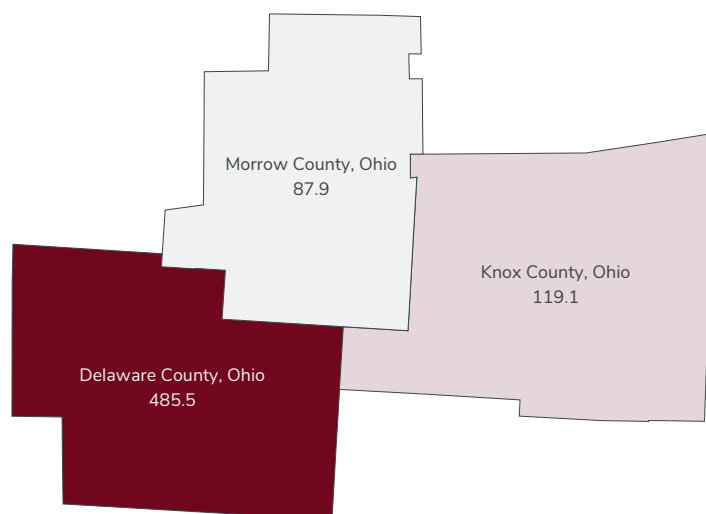 Morrow County, Ohio
87.9
Knox County, Ohio
119.1
Delaware County, Ohio
485.5